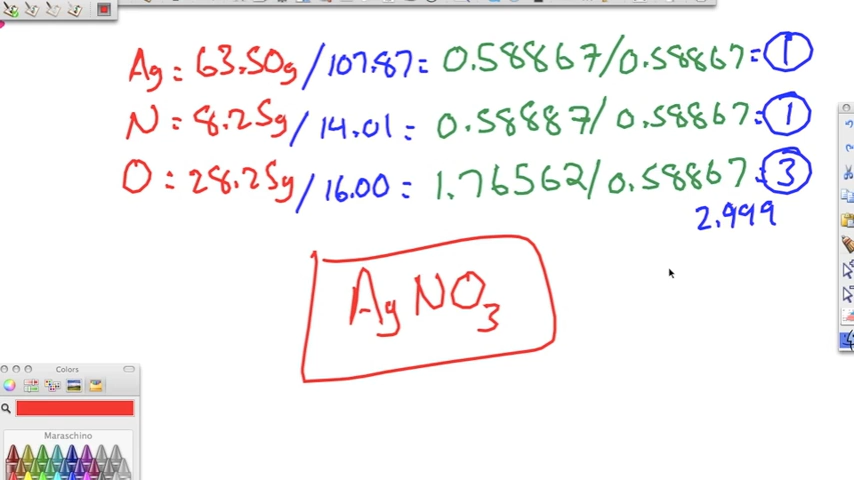 Ag = 63.50g / 107.87 = 0.58867 / 0.58867 = 1
N = 8.25g / 14.01 = 0.58887 / 0.58867 = 1
O = 28.25g / 16.00 = 1.76562 / 0.58867 = 3
2.999
AgNO3
Colors
Maraschino